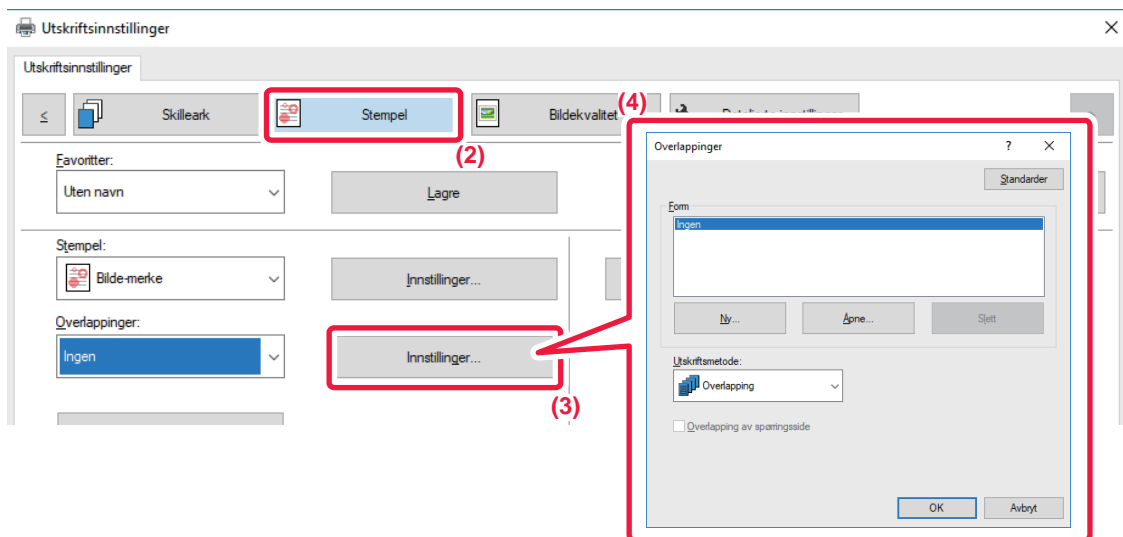 Utskriftsinnstillinger
Utskriftsinnstillinger
< Skilleark Stempel Bildekvalitet
(2)
(4)
Favoritter:
Uten navn Lagre
Stempel:
Bilde-merke Innstillinger...
Overlappinger:
Ingen Innstillinger...
(3)
Overlappinger ?
Standarder
Form
Ingen
Ny... Åpne... Slett
Utskriftsmetode:
Overlapping
Overlapping av spørringsside
OK Avbryt